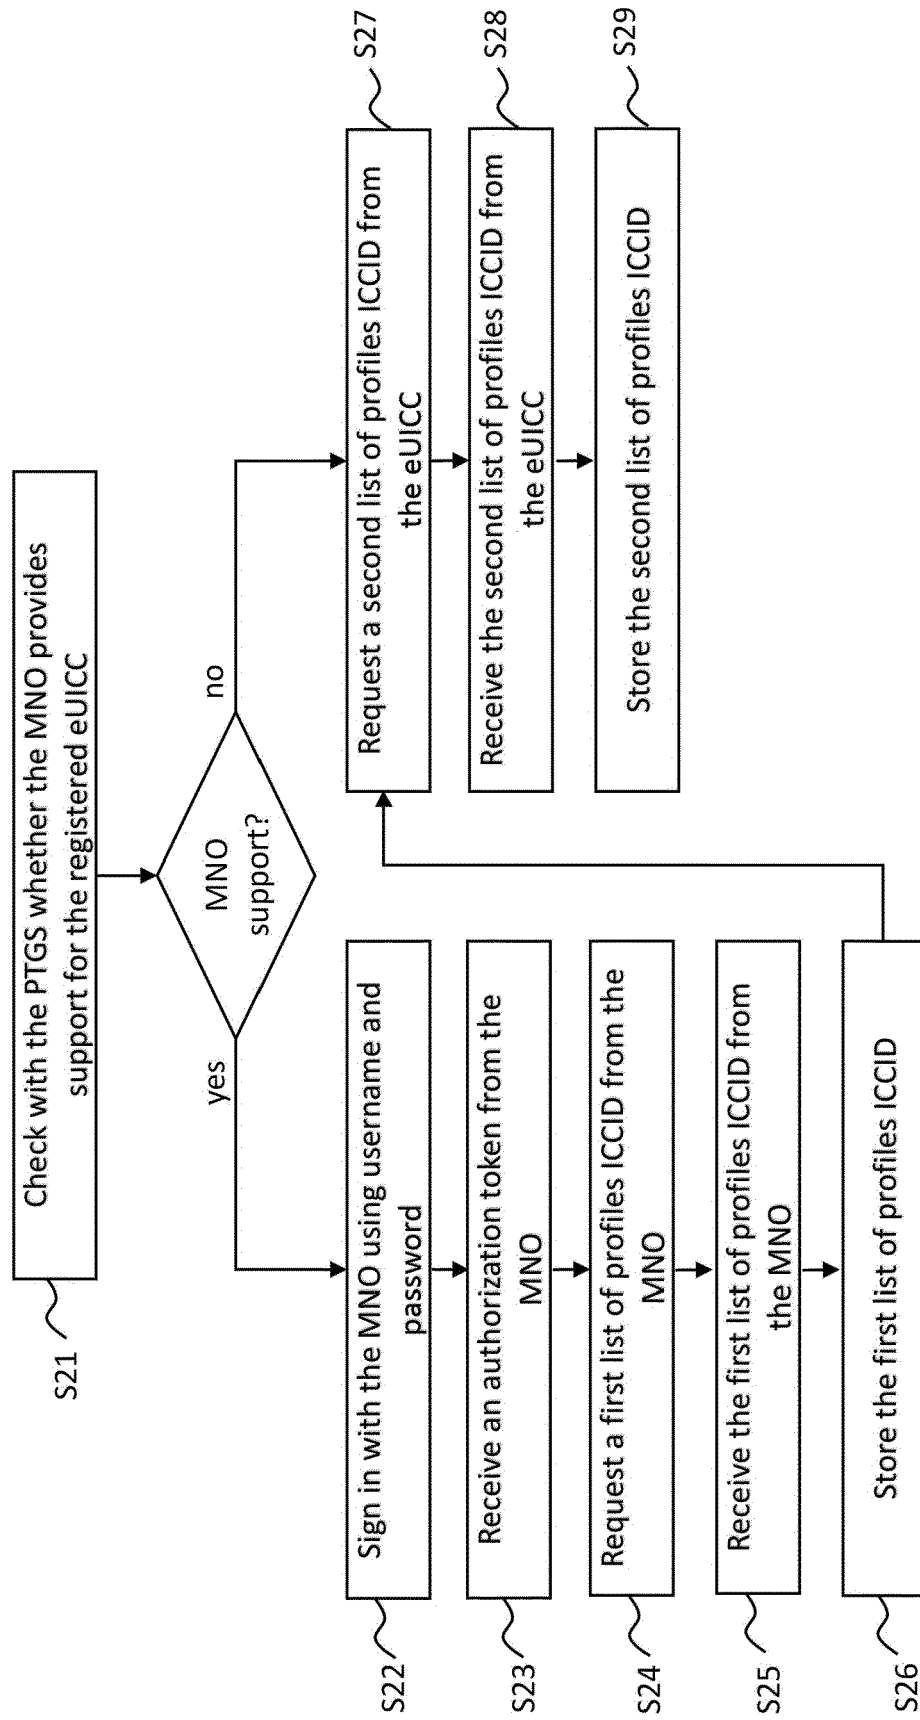 S21
Check with the PTGS whether the MNO provides
support for the registered eUICC
MNO
support?
yes
no
S22
Sign in with the MNO using username and
password
S23
Receive an authorization token from the
MNO
S24
Request a first list of profiles ICCID from the
MNO
S25
Receive the first list of profiles ICCID from
the MNO
S26
Store the first list of profiles ICCID
S27
Request a second list of profiles ICCID from
the eUICC
S28
Receive the second list of profiles ICCID from
the eUICC
S29
Store the second list of profiles ICCID